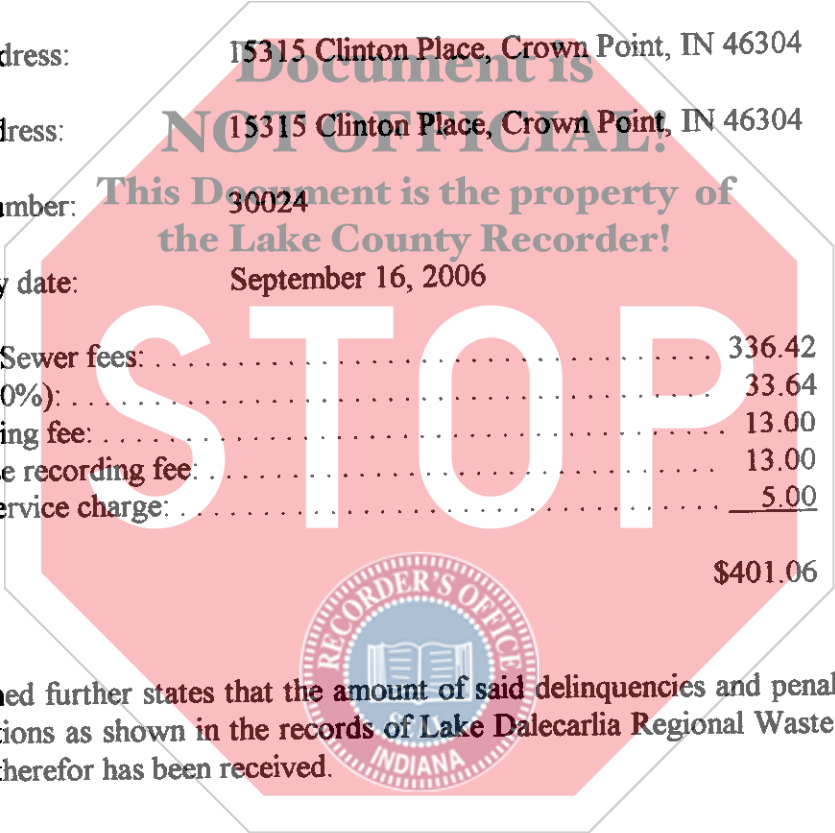 dress: 15315 Clinton Place, Crown Point, IN 46304
Document is
dress: 15315 Clinton Place, Crown Point, IN 46304
NOT OFFICIAL!
This Document is the property of
mber: 30024
the Lake County Recorder!
y date: September 16, 2006
STOP
Sewer fees: 336.42
0%): 33.64
ing fee: 13.00
e recording fee: 13.00
ervice charge: 5.00
$401.06
RECORDER'S OFFICE
ned further states that the amount of said delinquencies and penal
tions as shown in the records of Lake Dalecarlia Regional Waste
INDIANA
therefor has been received.